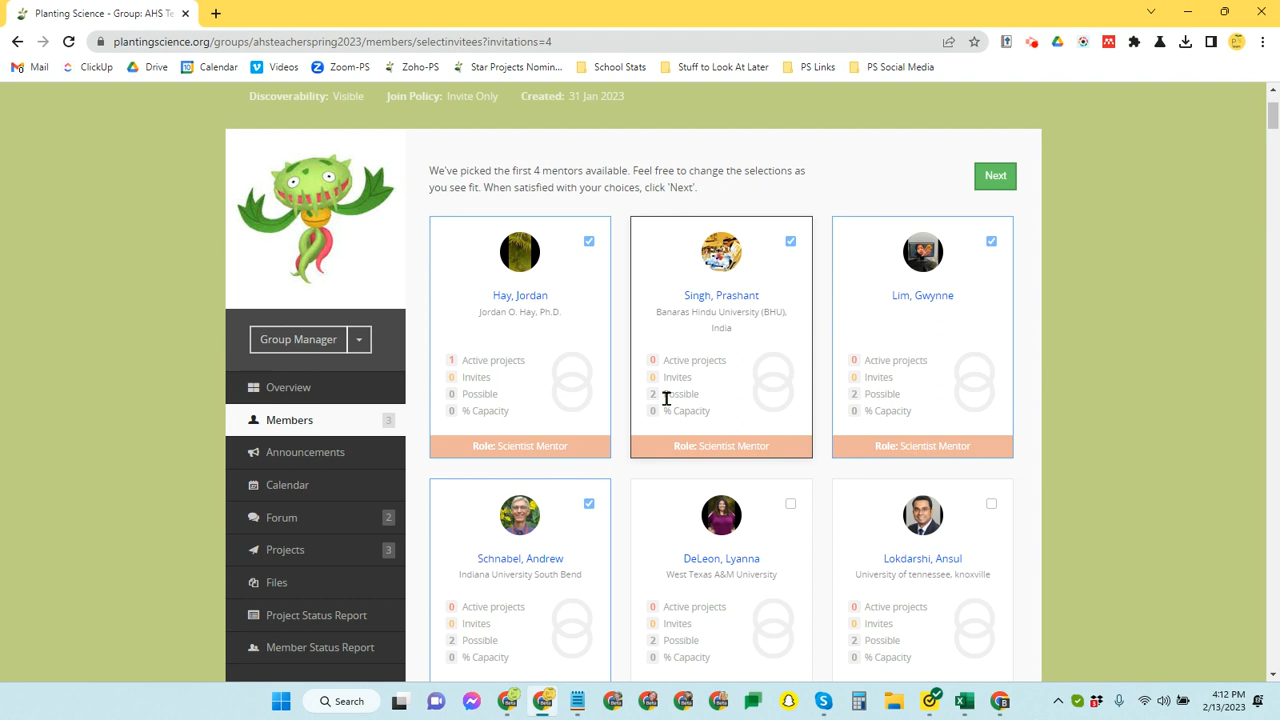 Planting Science - Group: AHS Te
plantingscience.org/groups/ahsteacherspring2023/members/selectinvitees?invitations=4
Mail ClickUp Drive Calendar Videos Zoom-PS Zoho-PS Star Projects Nomin... School Stats Stuff to Look At Later PS Links PS Social Media
Discoverability: Visible Join Policy: Invite Only Created: 31 Jan 2023
We've picked the first 4 mentors available. Feel free to change the selections as
you see fit. When satisfied with your choices, click 'Next'.
Next
Hay, Jordan
Jordan O. Hay, Ph.D.
1 Active projects
0 Invites
0 Possible
0 % Capacity
Role: Scientist Mentor
Singh, Prashant
Banaras Hindu University (BHU),
India
0 Active projects
0 Invites
2 Possible
0 % Capacity
Role: Scientist Mentor
Lim, Gwynne
0 Active projects
0 Invites
2 Possible
0 % Capacity
Role: Scientist Mentor
Group Manager
Overview
Members 3
Announcements
Calendar
Forum 2
Projects 3
Files
Project Status Report
Member Status Report
Schnabel, Andrew
Indiana University South Bend
0 Active projects
0 Invites
2 Possible
0 % Capacity
DeLeon, Lyanna
West Texas A&M University
0 Active projects
0 Invites
2 Possible
0 % Capacity
Lokdarshi, Ansul
University of tennessee, knoxville
0 Active projects
0 Invites
2 Possible
0 % Capacity
Search
4:12 PM
2/13/2023